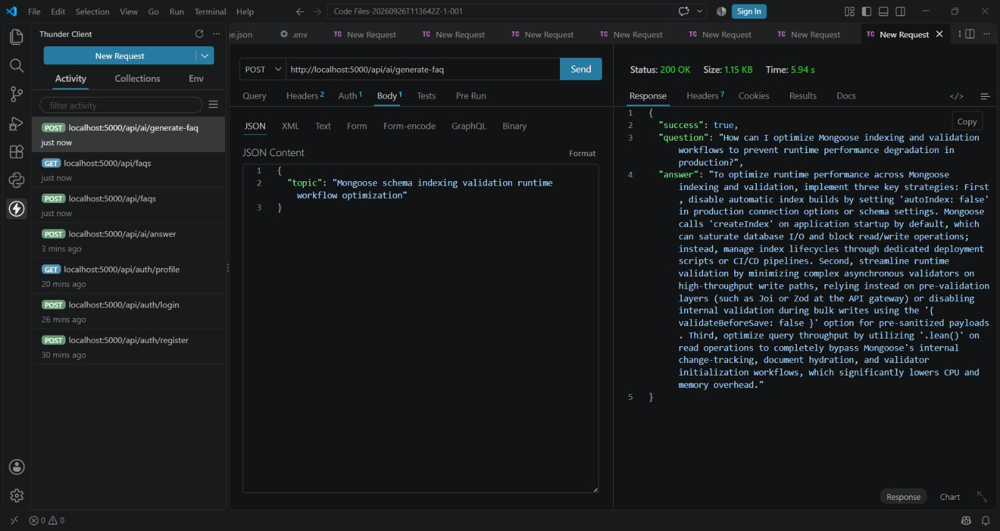 File Edit Selection View Go Run Terminal Help
Code Files-20260926T113642Z-1-001
Sign In
Thunder Client
New Request
Activity Collections Env
filter activity
POST localhost:5000/api/ai/generate-faq
just now
GET localhost:5000/api/faqs
just now
POST localhost:5000/api/faqs
just now
POST localhost:5000/api/ai/answer
3 mins ago
GET localhost:5000/api/auth/profile
20 mins ago
POST localhost:5000/api/auth/login
26 mins ago
POST localhost:5000/api/auth/register
30 mins ago
ge.json .env TC New Request TC New Request TC New Request TC New Request TC New Request TC New Request TC New Request
POST http://localhost:5000/api/ai/generate-faq Send
Query Headers 2 Auth 1 Body 1 Tests Pre Run
JSON XML Text Form Form-encode GraphQL Binary
JSON Content Format
1 {
2 "topic": "Mongoose schema indexing validation runtime
workflow optimization"
3 }
Status: 200 OK Size: 1.15 KB Time: 5.94 s
Response Headers 7 Cookies Results Docs </>
Copy
1 {
2 "success": true,
3 "question": "How can I optimize Mongoose indexing and validation
workflows to prevent runtime performance degradation in
production?",
4 "answer": "To optimize runtime performance across Mongoose
indexing and validation, implement three key strategies: First
, disable automatic index builds by setting 'autoIndex: false'
in production connection options or schema settings. Mongoose
calls 'createIndex' on application startup by default, which
can saturate database I/O and block read/write operations;
instead, manage index lifecycles through dedicated deployment
scripts or CI/CD pipelines. Second, streamline runtime
validation by minimizing complex asynchronous validators on
high-throughput write paths, relying instead on pre-validation
layers (such as Joi or Zod at the API gateway) or disabling
internal validation during bulk writes using the '{
validateBeforeSave: false }' option for pre-sanitized payloads
. Third, optimize query throughput by utilizing '.lean()' on
read operations to completely bypass Mongoose's internal
change-tracking, document hydration, and validator
initialization workflows, which significantly lowers CPU and
memory overhead."
5 }
Response Chart
0 0